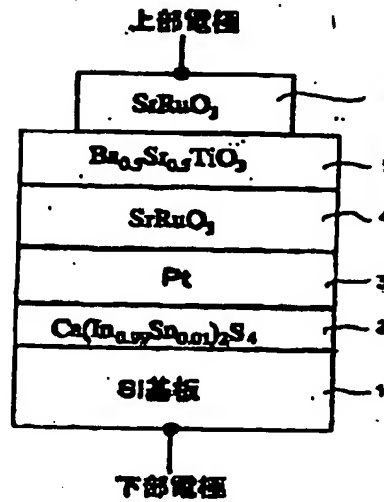 上部電極
SrRuO3
Ba0.5Sr0.5TiO3
5
SrRuO3
4
Pt
3
Ca(In0.99Sn0.01)2S4
2
Si基板
1
下部電極